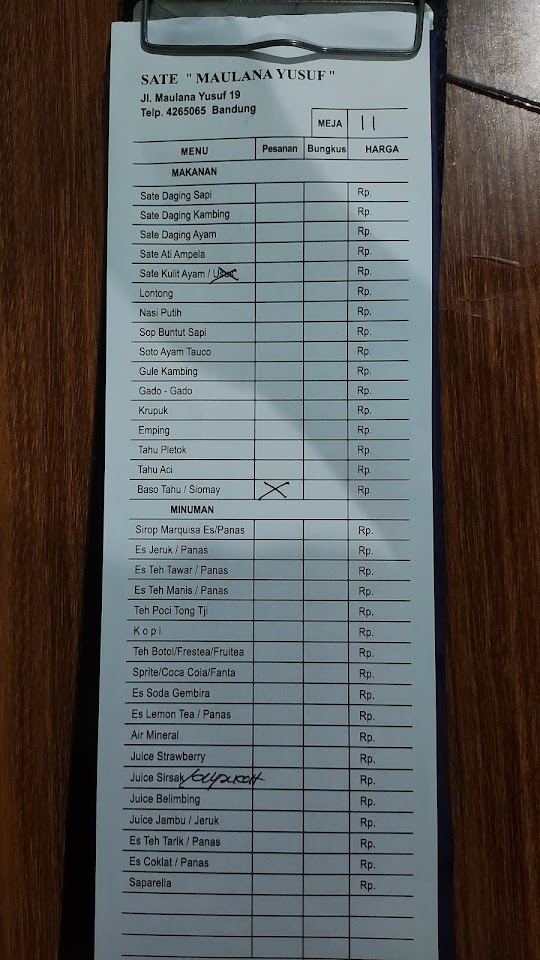 SATE " MAULANA YUSUF "
Jl. Maulana Yusuf 19
Telp. 4265065 Bandung
MEJA 11
MENU Pesanan Bungkus HARGA
MAKANAN
Sate Daging Sapi Rp.
Sate Daging Kambing Rp.
Sate Daging Ayam Rp.
Sate Ati Ampela Rp.
Sate Kulit Ayam / Usus Rp.
Lontong Rp.
Nasi Putih Rp.
Sop Buntut Sapi Rp.
Soto Ayam Tauco Rp.
Gule Kambing Rp.
Gado - Gado Rp.
Krupuk Rp.
Emping Rp.
Tahu Pletok Rp.
Tahu Aci Rp.
Baso Tahu / Siomay X Rp.
MINUMAN
Sirop Marquisa Es/Panas Rp.
Es Jeruk / Panas Rp.
Es Teh Tawar / Panas Rp.
Es Teh Manis / Panas Rp.
Teh Poci Tong Tji Rp.
K o p i Rp.
Teh Botol/Frestea/Fruitea Rp.
Sprite/Coca Cola/Fanta Rp.
Es Soda Gembira Rp.
Es Lemon Tea / Panas Rp.
Air Mineral Rp.
Juice Strawberry Rp.
Juice Sirsak Rp.
Juice Belimbing Rp.
Juice Jambu / Jeruk Rp.
Es Teh Tarik / Panas Rp.
Es Coklat / Panas Rp.
Saparella Rp.